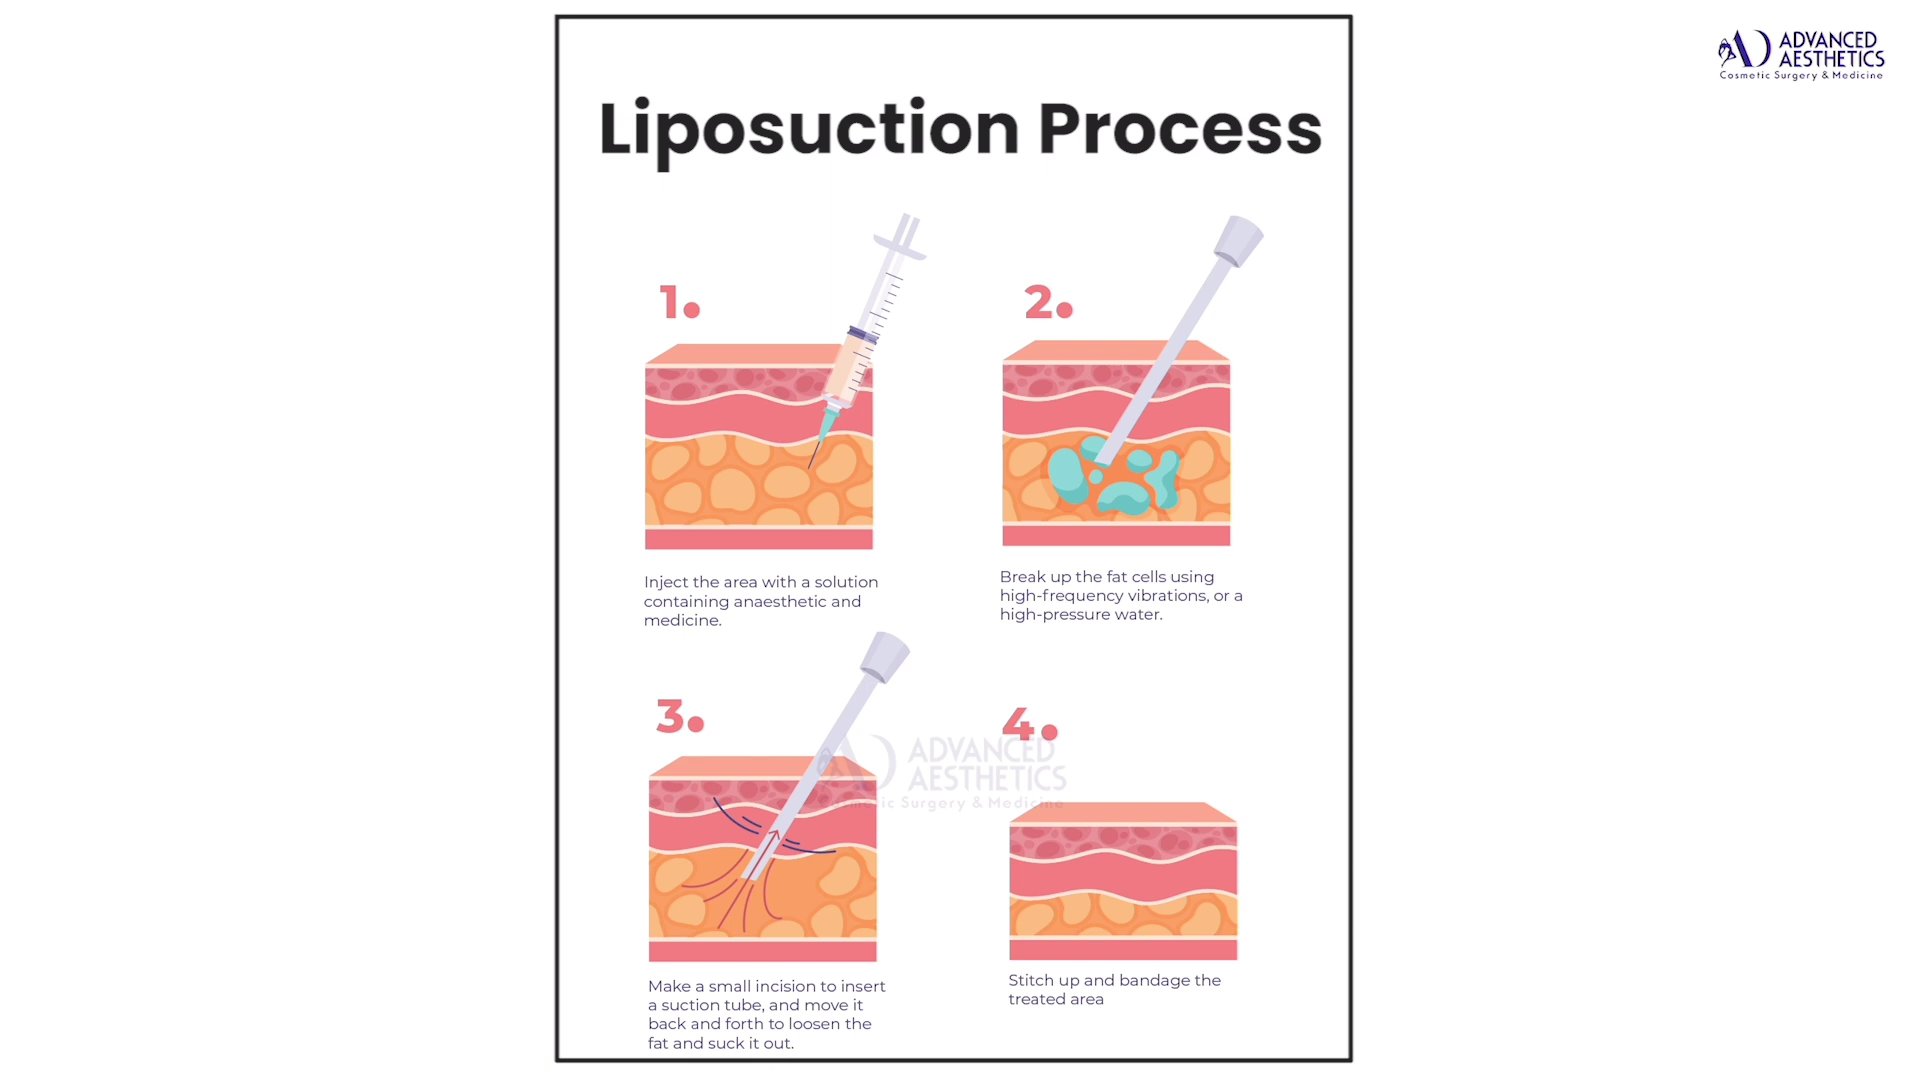 ADVANCED
AESTHETICS
Cosmetic Surgery & Medicine
Liposuction Process
1.
Inject the area with a solution
containing anaesthetic and
medicine.
2.
Break up the fat cells using
high-frequency vibrations, or a
high-pressure water.
3.
Make a small incision to insert
a suction tube, and move it
back and forth to loosen the
fat and suck it out.
4.
Stitch up and bandage the
treated area
ADVANCED
AESTHETICS
Cosmetic Surgery & Medicine